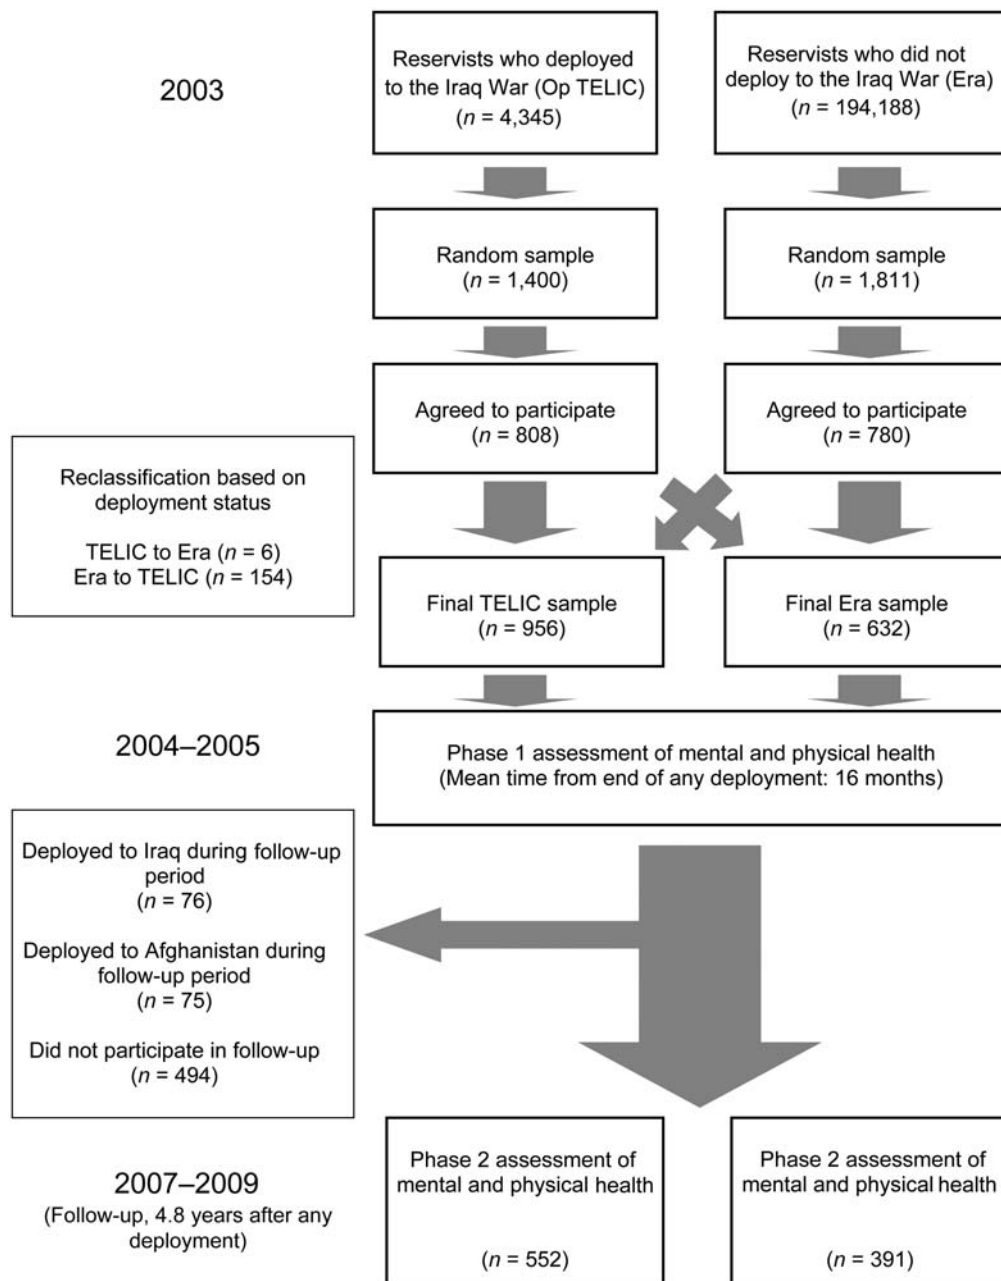 2003
Reservists who deployed
to the Iraq War (Op TELIC)
(n = 4,345)
Reservists who did not
deploy to the Iraq War (Era)
(n = 194,188)
Random sample
(n = 1,400)
Random sample
(n = 1,811)
Agreed to participate
(n = 808)
Agreed to participate
(n = 780)
Reclassification based on
deployment status
TELIC to Era (n = 6)
Era to TELIC (n = 154)
Final TELIC sample
(n = 956)
Final Era sample
(n = 632)
2004–2005
Phase 1 assessment of mental and physical health
(Mean time from end of any deployment: 16 months)
Deployed to Iraq during follow-up
period
(n = 76)
Deployed to Afghanistan during
follow-up period
(n = 75)
Did not participate in follow-up
(n = 494)
2007–2009
(Follow-up, 4.8 years after any
deployment)
Phase 2 assessment of
mental and physical health
(n = 552)
Phase 2 assessment of
mental and physical health
(n = 391)